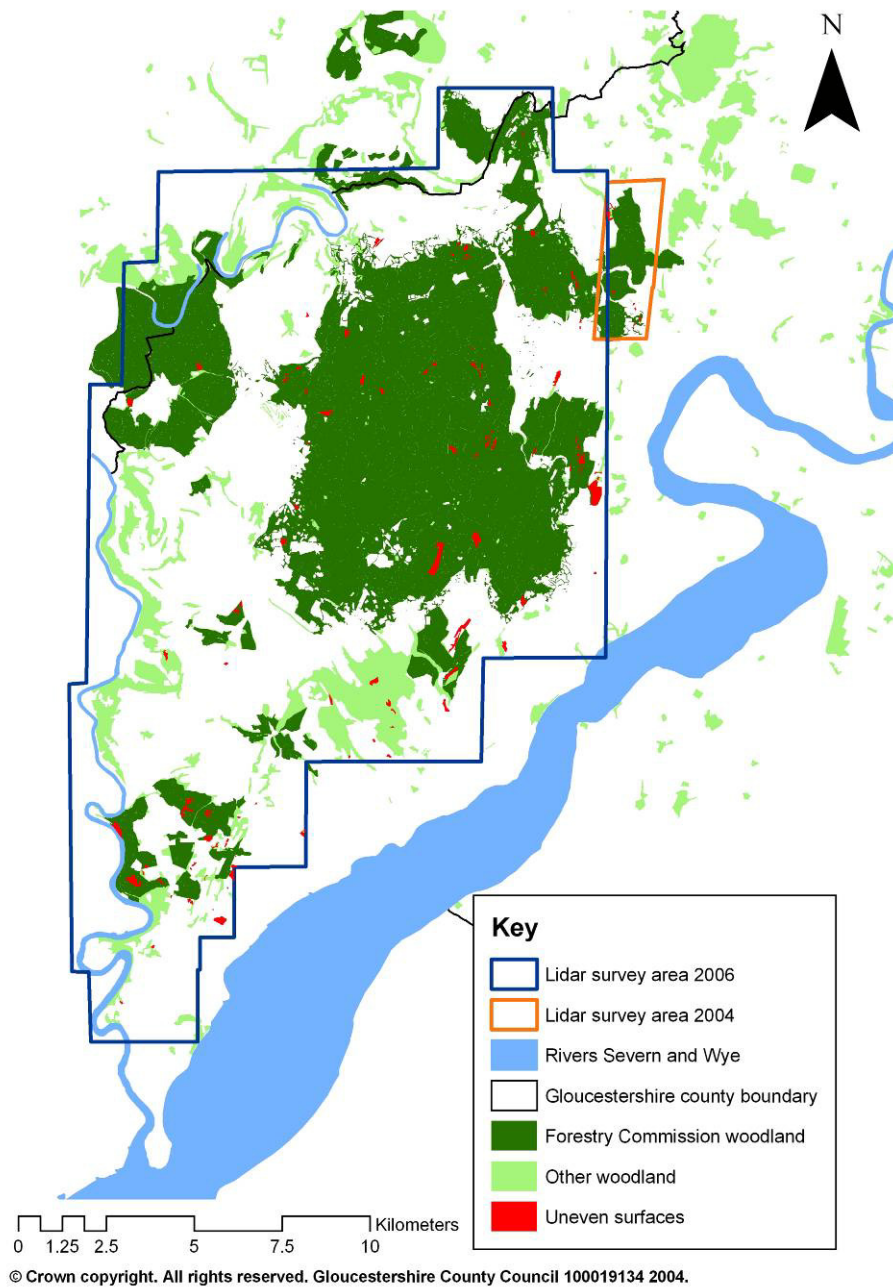 N
Key
Lidar survey area 2006
Lidar survey area 2004
Rivers Severn and Wye
Gloucestershire county boundary
Forestry Commission woodland
Other woodland
Uneven surfaces
Kilometers
0 1.25 2.5 5 7.5 10
© Crown copyright. All rights reserved. Gloucestershire County Council 100019134 2004.